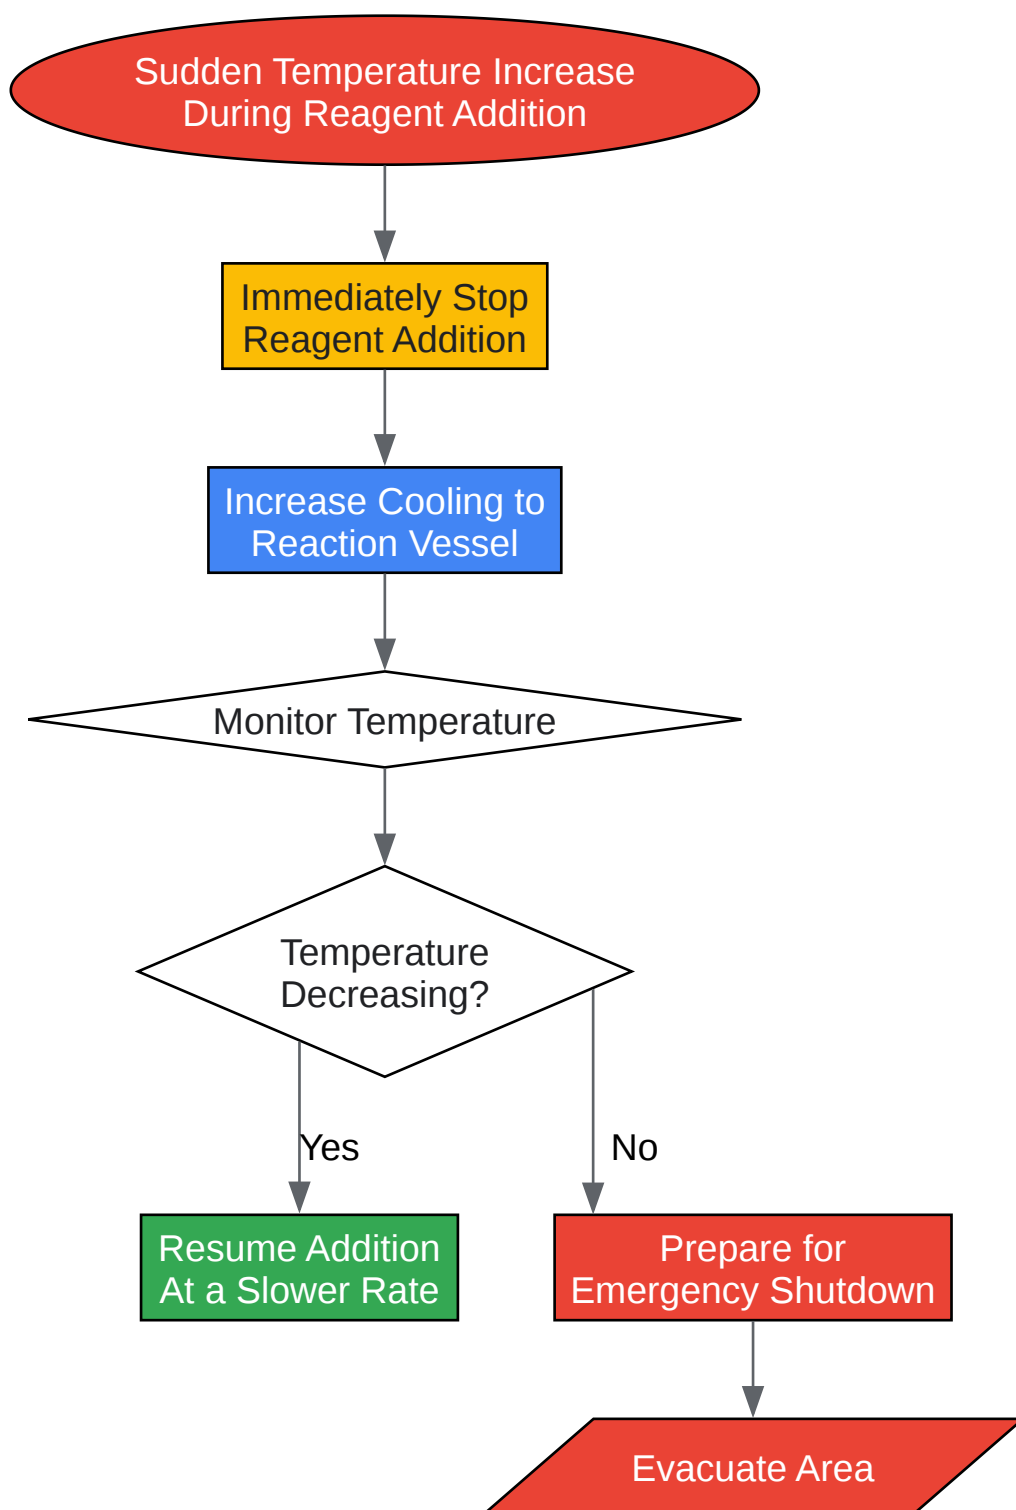 Sudden Temperature Increase
During Reagent Addition
Immediately Stop
Reagent Addition
Increase Cooling to
Reaction Vessel
Monitor Temperature
Temperature
Decreasing?
Yes
No
Resume Addition
At a Slower Rate
Prepare for
Emergency Shutdown
Evacuate Area